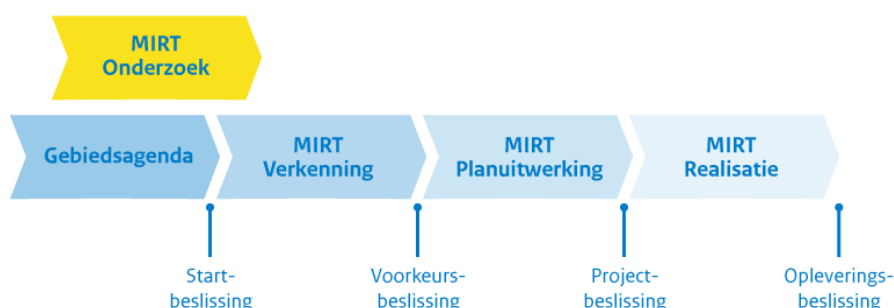 MIRT
Onderzoek
Gebiedsagenda
MIRT
Verkenning
MIRT
Planuitwerking
MIRT
Realisatie
Start-
beslissing
Voorkeurs-
beslissing
Project-
beslissing
Opleverings-
beslissing